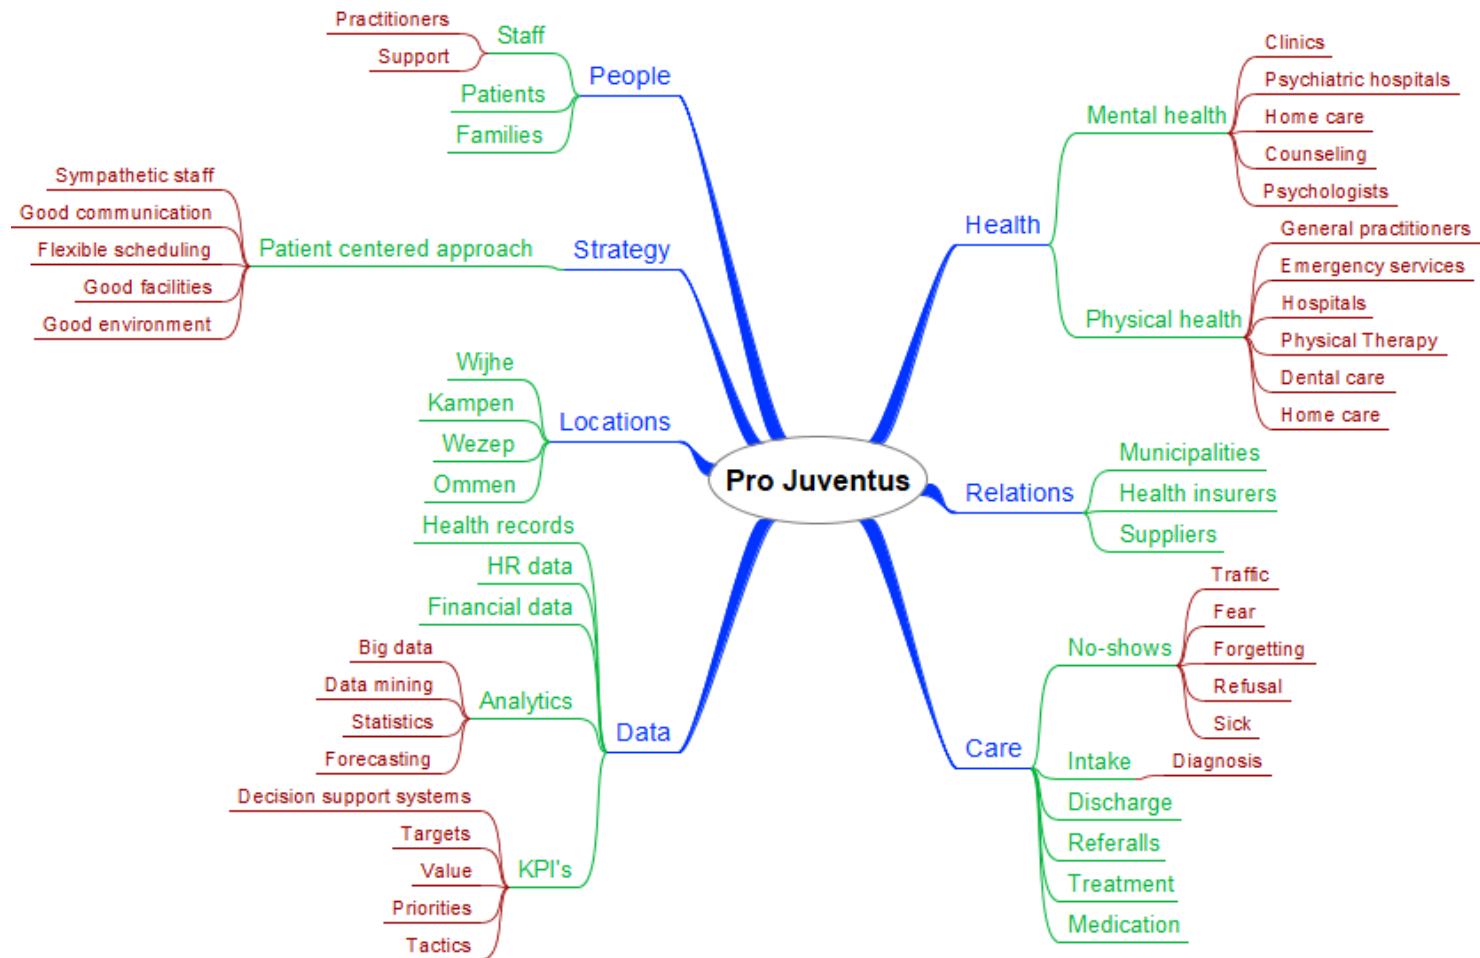 Pro Juventus
People
Staff
Practitioners
Support
Patients
Families
Strategy
Patient centered approach
Sympathetic staff
Good communication
Flexible scheduling
Good facilities
Good environment
Locations
Wijhe
Kampen
Wezep
Ommen
Data
Health records
HR data
Financial data
Analytics
Big data
Data mining
Statistics
Forecasting
KPI's
Decision support systems
Targets
Value
Priorities
Tactics
Health
Mental health
Clinics
Psychiatric hospitals
Home care
Counseling
Psychologists
Physical health
General practitioners
Emergency services
Hospitals
Physical Therapy
Dental care
Home care
Relations
Municipalities
Health insurers
Suppliers
Care
No-shows
Traffic
Fear
Forgetting
Refusal
Sick
Intake
Diagnosis
Discharge
Referalls
Treatment
Medication